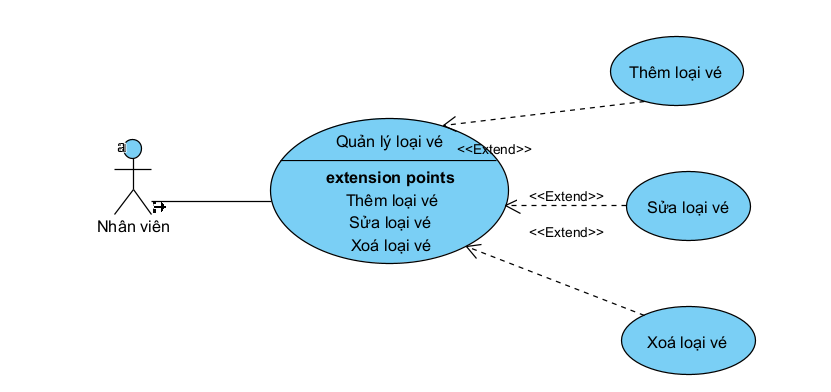 Thêm loại vé
Quản lý loại vé
<<Extend>>
a
extension points
Thêm loại vé
Sửa loại vé
Xoá loại vé
<<Extend>>
Sửa loại vé
Nhân viên
<<Extend>>
Xoá loại vé